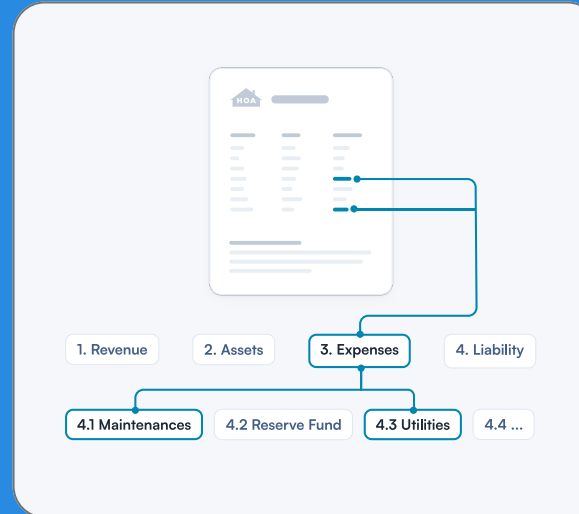 HOA
1. Revenue
2. Assets
3. Expenses
4. Liability
4.1 Maintenances
4.2 Reserve Fund
4.3 Utilities
4.4 ...